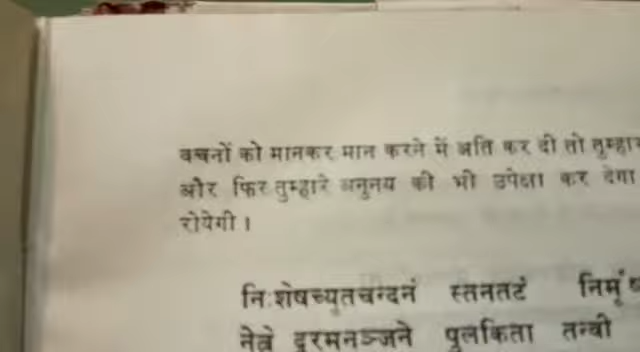 वचनों को मानकर मान करने में अति कर दी तो
और फिर तुम्हारे अनुनय की भी उपेक्षा कर देगा
रोयेगी ।
निःशेषच्युतचन्दनं स्तनतटं
नेत्रे दूरमनञ्जने पुलकिता तन्वी